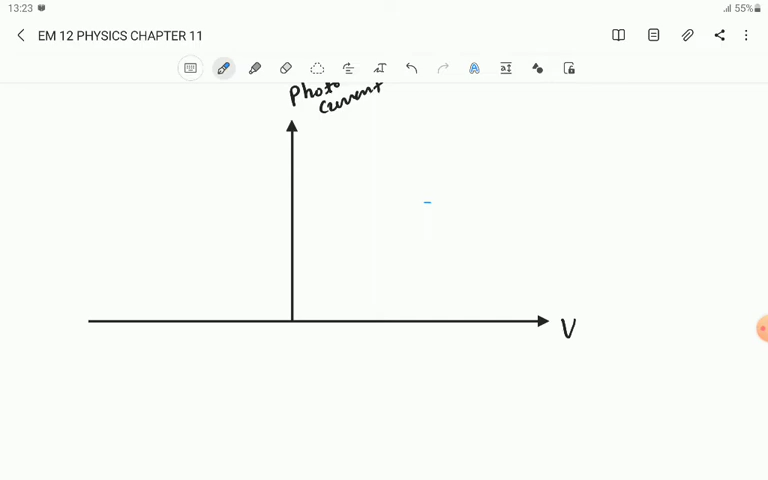 13:23
55%
EM 12 PHYSICS CHAPTER 11
Photo
current
V